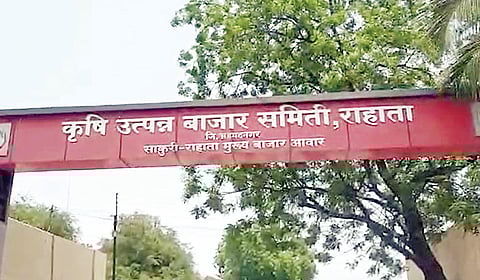 कृषि उत्पन्न बाजार समिती,राहाता
जि.अहमदनगर
साकुरी-राहाता मुख्य बाजार आवार